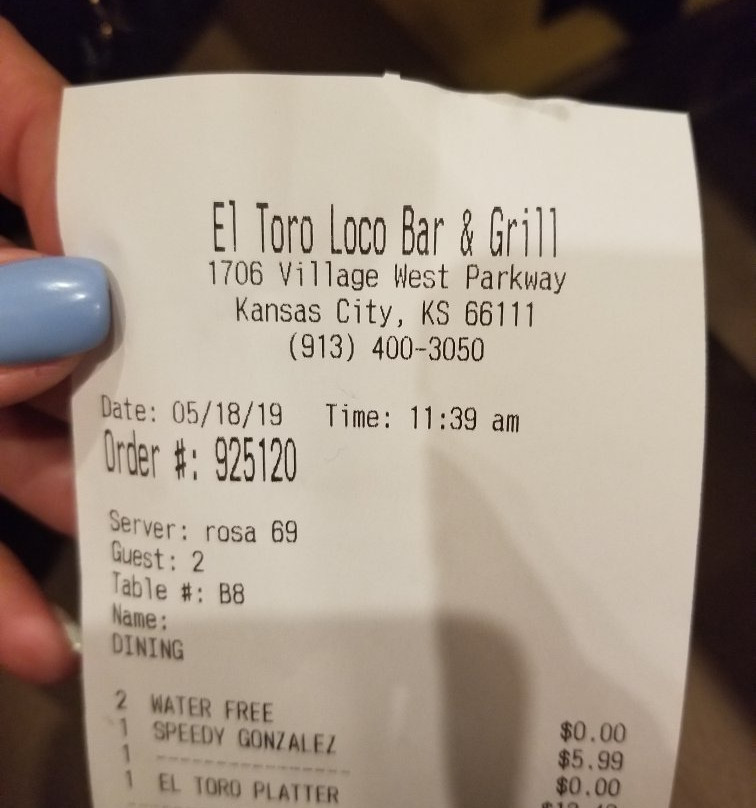 El Toro Loco Bar & Grill
1706 Village West Parkway
Kansas City, KS 66111
(913) 400-3050
Date: 05/18/19 Time: 11:39 am
Order #: 925120
Server: rosa 69
Guest: 2
Table #: B8
Name:
DINING
2 WATER FREE $0.00
1 SPEEDY GONZALEZ $5.99
1 --------------- $0.00
1 EL TORO PLATTER